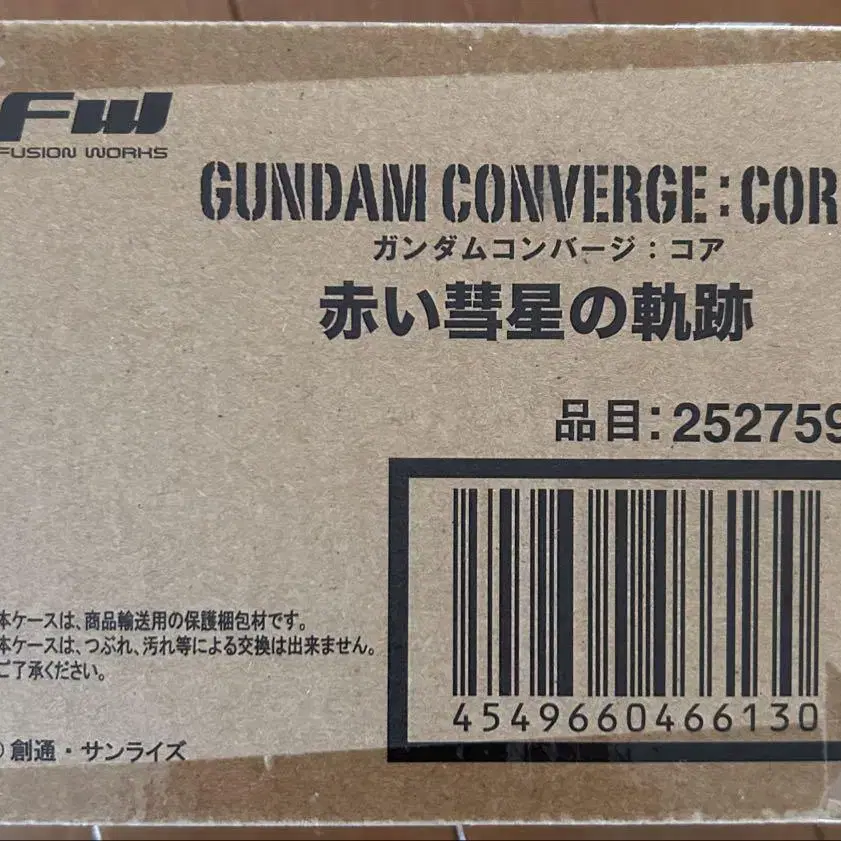 FW
FUSION WORKS
GUNDAM CONVERGE:COR
ガンダムコンバージ:コア
赤い彗星の軌跡
品目:252759
4549660466130
本ケースは、商品輸送用の保護梱包材です。
本ケースは、つぶれ、汚れ等による交換は出来ません。
ご了承ください。
創通・サンライズ